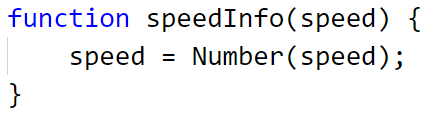 function speedInfo(speed) {
    speed = Number(speed);
}